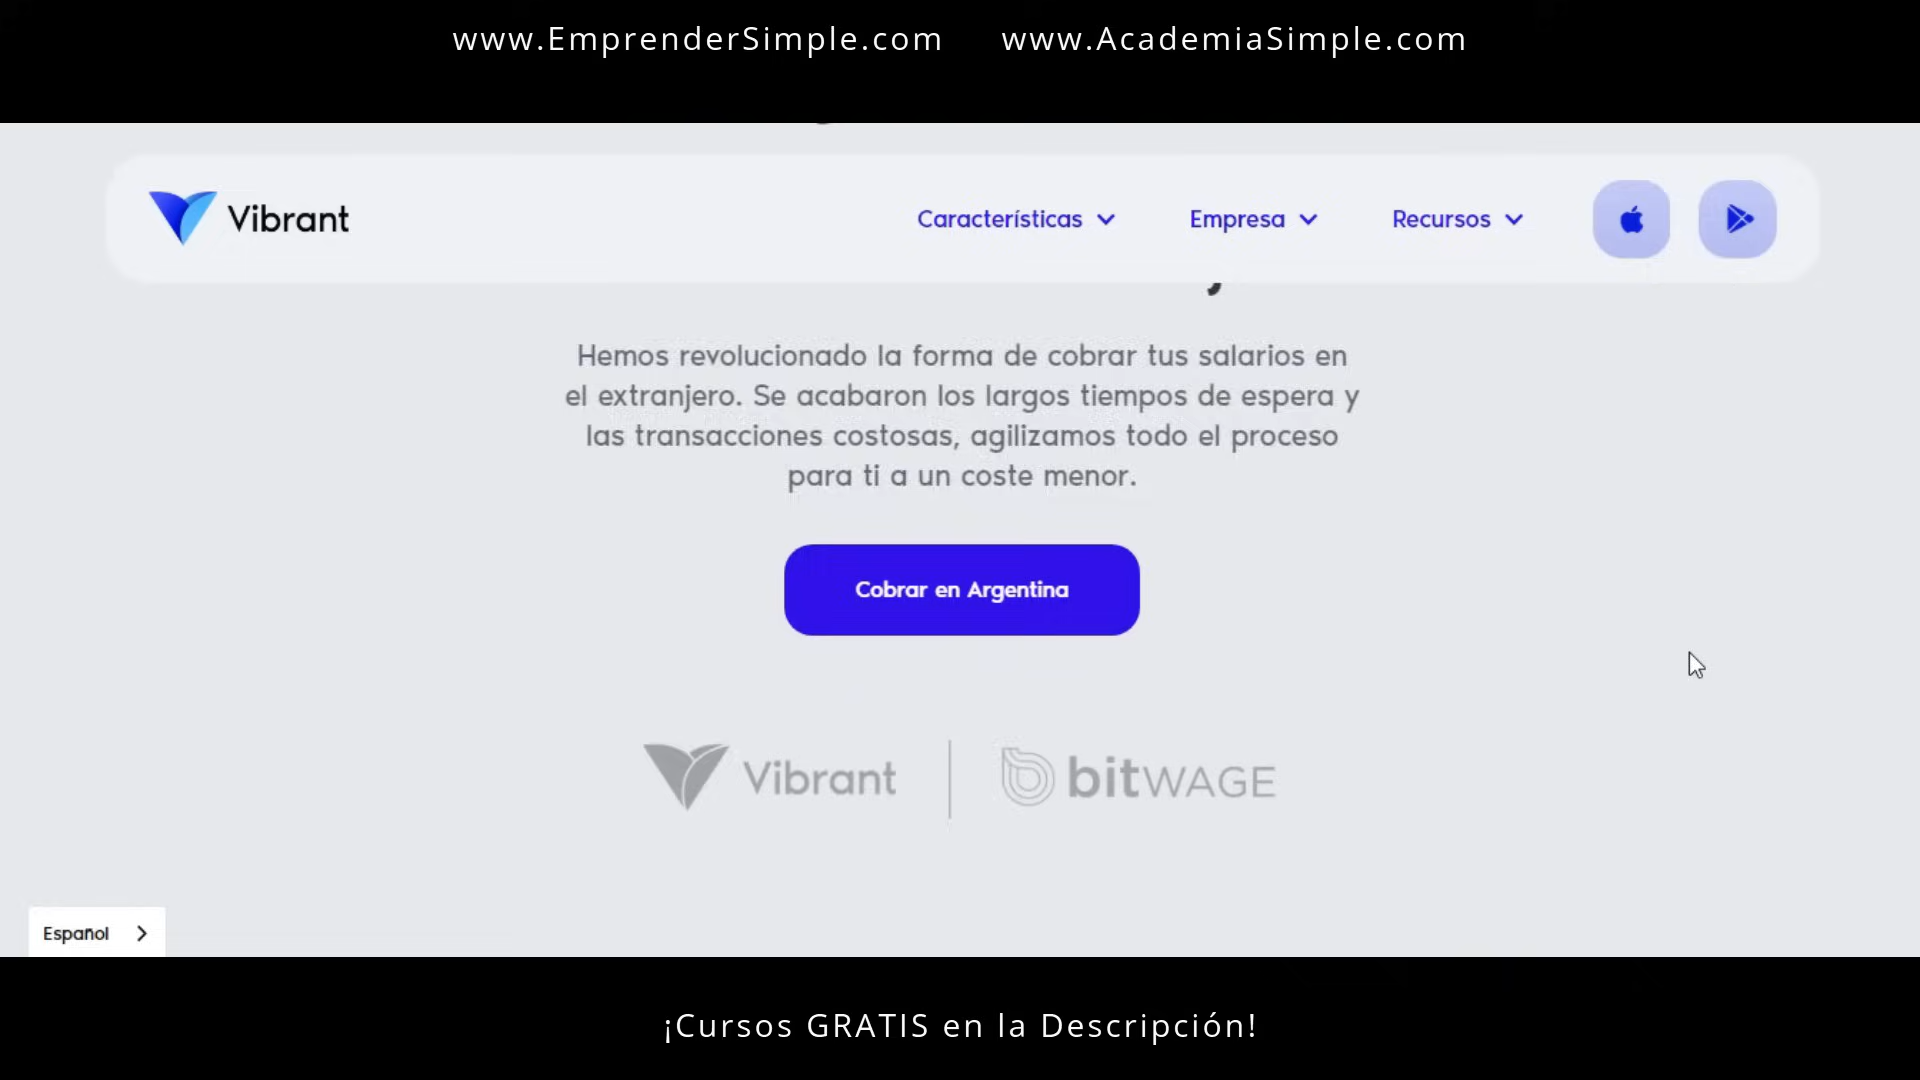 www.EmprenderSimple.com www.AcademiaSimple.com
Vibrant Características Empresa Recursos
Hemos revolucionado la forma de cobrar tus salarios en
el extranjero. Se acabaron los largos tiempos de espera y
las transacciones costosas, agilizamos todo el proceso
para ti a un coste menor.
Cobrar en Argentina
Vibrant bitWAGE
Español
¡Cursos GRATIS en la Descripción!